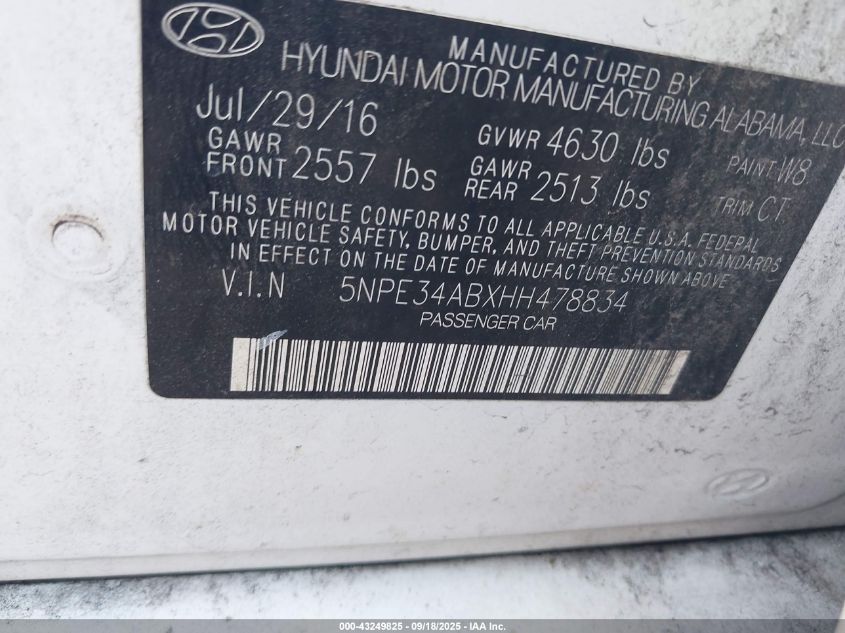 MANUFACTURED BY
HYUNDAI MOTOR MANUFACTURING ALABAMA, LLC
Jul/29/16 GVWR 4630 lbs PAINT W8
GAWR FRONT 2557 lbs GAWR REAR 2513 lbs TRIM CT
THIS VEHICLE CONFORMS TO ALL APPLICABLE U.S.A. FEDERAL
MOTOR VEHICLE SAFETY, BUMPER, AND THEFT PREVENTION STANDARDS
IN EFFECT ON THE DATE OF MANUFACTURE SHOWN ABOVE
V.I.N 5NPE34ABXHH478834
PASSENGER CAR
000-43249825 - 09/18/2025 - IAA Inc.